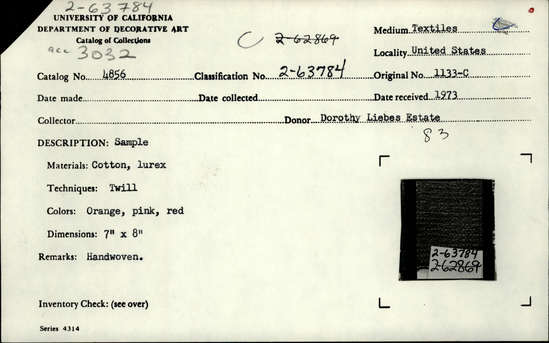 2-63784
UNIVERSITY OF CALIFORNIA
DEPARTMENT OF DECORATIVE ART
Catalog of Collections
acc 3032
C 2-62869
Medium Textiles
Locality United States
Catalog No. 4856 Classification No. 2-63784 Original No. 1133-C
Date made Date collected Date received 1973
Collector Donor Dorothy Liebes Estate
83
DESCRIPTION: Sample
Materials: Cotton, lurex
Techniques: Twill
Colors: Orange, pink, red
Dimensions: 7" x 8"
Remarks: Handwoven.
2-63784
2-62869
Inventory Check: (see over)
Series 4314